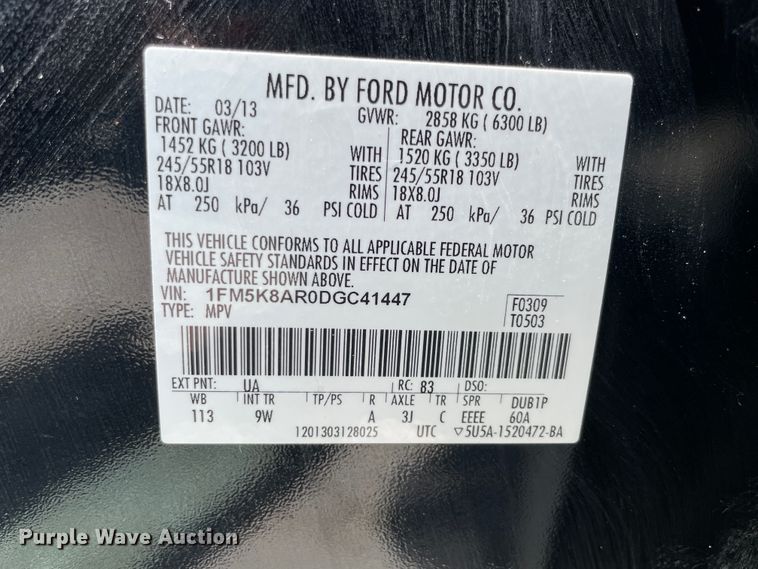 MFD. BY FORD MOTOR CO.
DATE: 03/13 GVWR: 2858 KG ( 6300 LB)
FRONT GAWR: REAR GAWR:
1452 KG ( 3200 LB) WITH 1520 KG ( 3350 LB) WITH
245/55R18 103V TIRES 245/55R18 103V TIRES
18X8.0J RIMS 18X8.0J RIMS
AT 250 kPa/ 36 PSI COLD AT 250 kPa/ 36 PSI COLD
THIS VEHICLE CONFORMS TO ALL APPLICABLE FEDERAL MOTOR
VEHICLE SAFETY STANDARDS IN EFFECT ON THE DATE OF
MANUFACTURE SHOWN ABOVE.
VIN: 1FM5K8AR0DGC41447 F0309
TYPE: MPV T0503
EXT PNT: UA RC: 83 DSO:
WB INT TR TP/PS R AXLE TR SPR DUB1P
113 9W A 3J C EEEE 60A
1201303128025 UTC ▽5U5A-1520472-BA
Purple Wave Auction